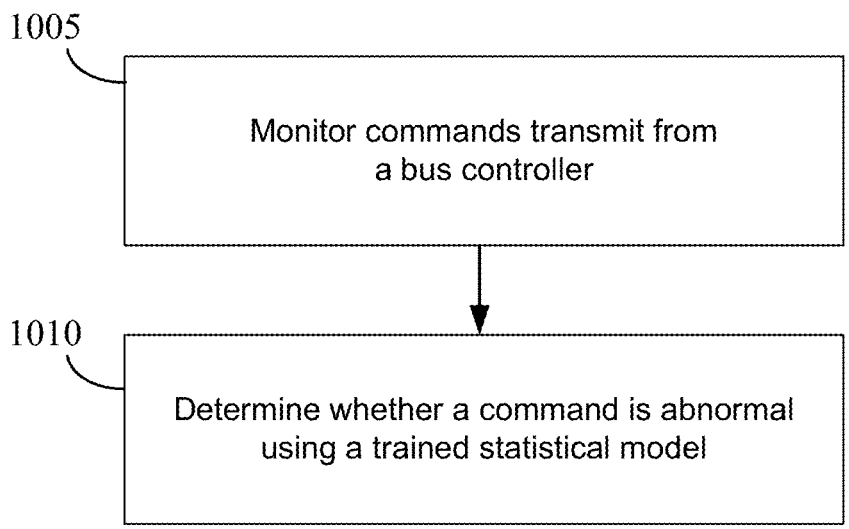 1005
Monitor commands transmit from
a bus controller
1010
Determine whether a command is abnormal
using a trained statistical model